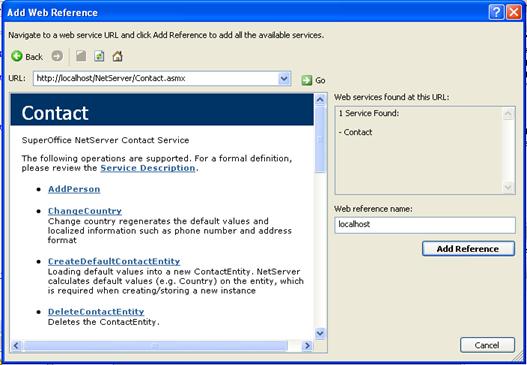 Add Web Reference
Navigate to a web service URL and click Add Reference to add all the available services.
Back
URL: http://localhost/NetServer/Contact.asmx Go
Contact
SuperOffice NetServer Contact Service
The following operations are supported. For a formal definition,
please review the Service Description.
• AddPerson
• ChangeCountry
Change country regenerates the default values and
localized information such as phone number and address
format
• CreateDefaultContactEntity
Loading default values into a new ContactEntity. NetServer
calculates default values (e.g. Country) on the entity, which
is required when creating/storing a new instance
• DeleteContactEntity
Deletes the ContactEntity.
Web services found at this URL:
1 Service Found:
- Contact
Web reference name:
localhost
Add Reference
Cancel